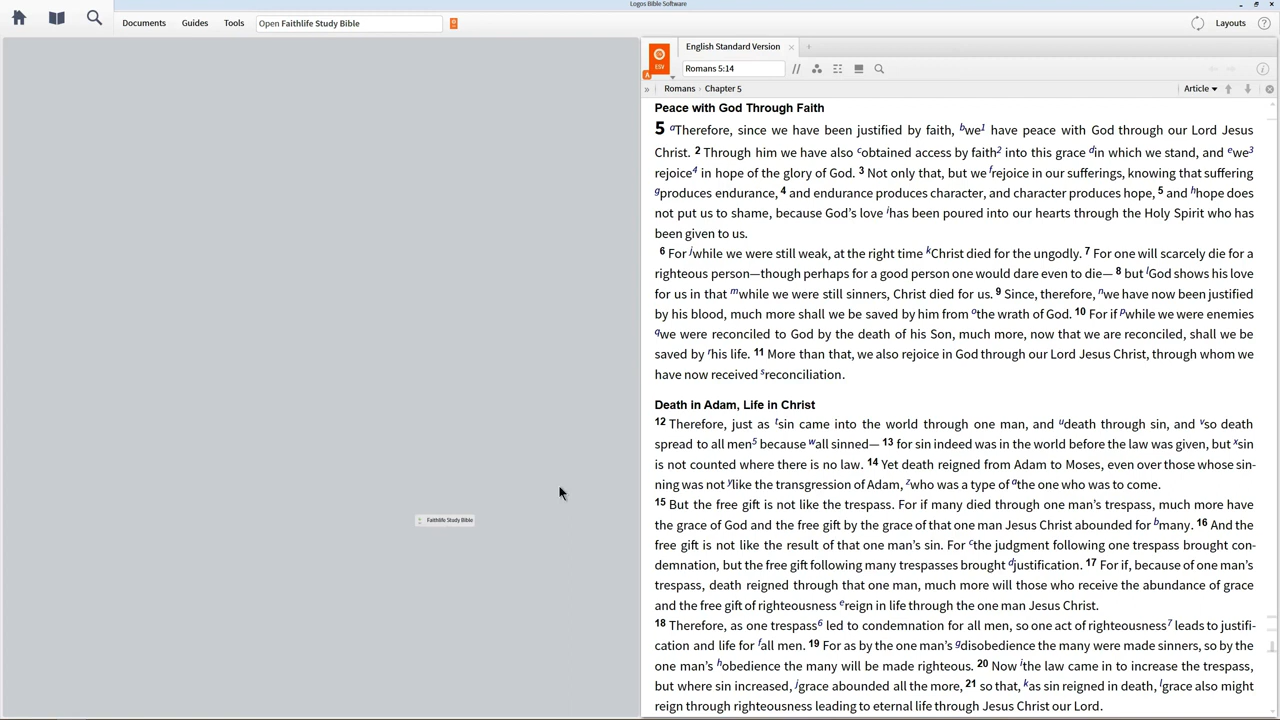 Logos Bible Software
Documents Guides Tools Open Faithlife Study Bible Layouts
ESV English Standard Version
A Romans 5:14
Romans › Chapter 5 Article
Peace with God Through Faith
5 aTherefore, since we have been justified by faith, bwe1 have peace with God through our Lord Jesus
Christ. 2 Through him we have also cobtained access by faith2 into this grace din which we stand, and ewe3
rejoice4 in hope of the glory of God. 3 Not only that, but we frejoice in our sufferings, knowing that suffering
gproduces endurance, 4 and endurance produces character, and character produces hope, 5 and hhope does
not put us to shame, because God’s love ihas been poured into our hearts through the Holy Spirit who has
been given to us.
6 For jwhile we were still weak, at the right time kChrist died for the ungodly. 7 For one will scarcely die for a
righteous person—though perhaps for a good person one would dare even to die— 8 but lGod shows his love
for us in that mwhile we were still sinners, Christ died for us. 9 Since, therefore, nwe have now been justified
by his blood, much more shall we be saved by him from othe wrath of God. 10 For if pwhile we were enemies
qwe were reconciled to God by the death of his Son, much more, now that we are reconciled, shall we be
saved by rhis life. 11 More than that, we also rejoice in God through our Lord Jesus Christ, through whom we
have now received sreconciliation.
Death in Adam, Life in Christ
12 Therefore, just as tsin came into the world through one man, and udeath through sin, and vso death
spread to all men5 because wall sinned— 13 for sin indeed was in the world before the law was given, but xsin
is not counted where there is no law. 14 Yet death reigned from Adam to Moses, even over those whose sin-
ning was not ylike the transgression of Adam, zwho was a type of athe one who was to come.
15 But the free gift is not like the trespass. For if many died through one man’s trespass, much more have
the grace of God and the free gift by the grace of that one man Jesus Christ abounded for bmany. 16 And the
free gift is not like the result of that one man’s sin. For cthe judgment following one trespass brought con-
demnation, but the free gift following many trespasses brought djustification. 17 For if, because of one man’s
trespass, death reigned through that one man, much more will those who receive the abundance of grace
and the free gift of righteousness ereign in life through the one man Jesus Christ.
18 Therefore, as one trespass6 led to condemnation for all men, so one act of righteousness7 leads to justifi-
cation and life for fall men. 19 For as by the one man’s gdisobedience the many were made sinners, so by the
one man’s hobedience the many will be made righteous. 20 Now ithe law came in to increase the trespass,
but where sin increased, jgrace abounded all the more, 21 so that, kas sin reigned in death, lgrace also might
reign through righteousness leading to eternal life through Jesus Christ our Lord.
Faithlife Study Bible